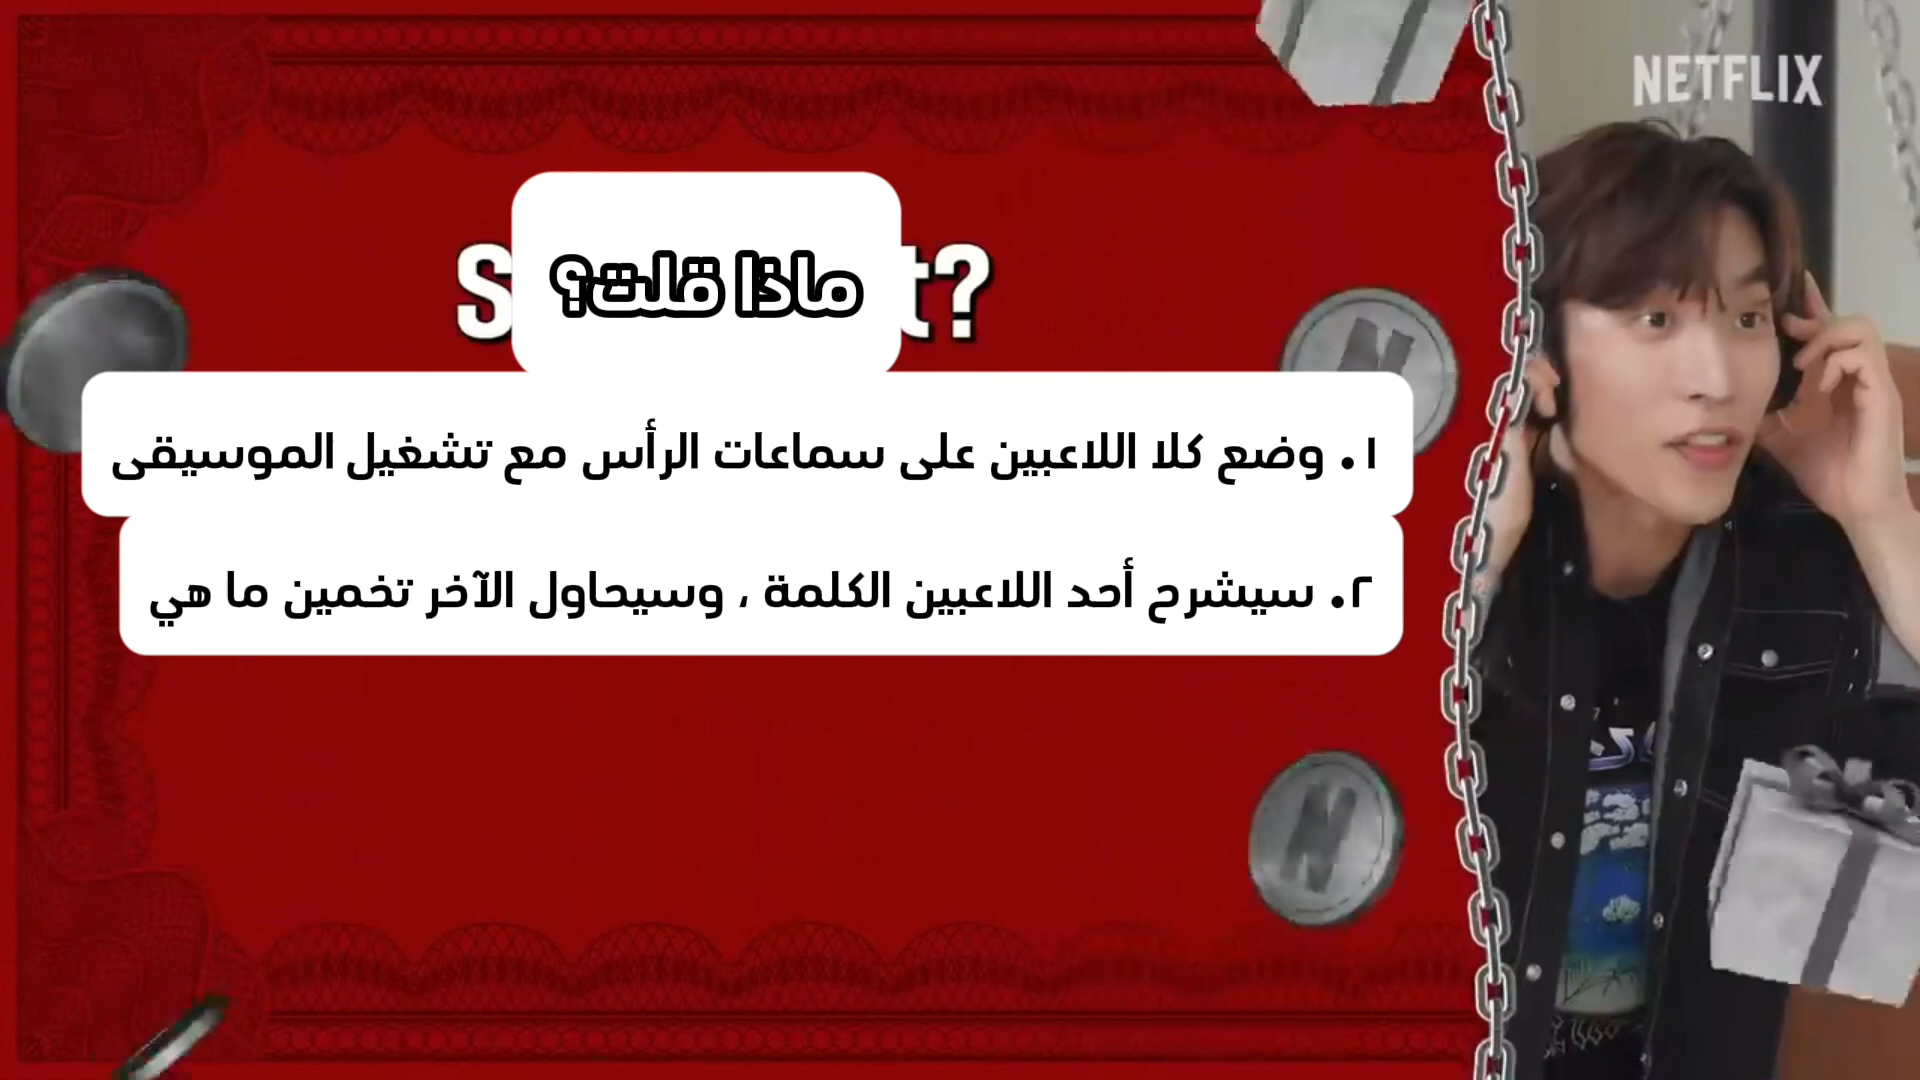 NETFLIX
S
ماذا قلت؟
t?
١. وضع كلا اللاعبين على سماعات الرأس مع تشغيل الموسيقى
٢. سيشرح أحد اللاعبين الكلمة ، وسيحاول الآخر تخمين ما هي
N
N